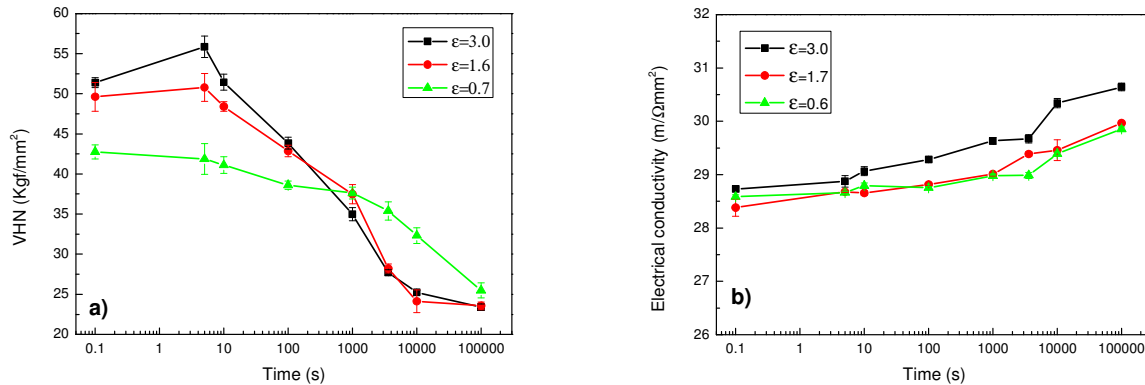 60
55
50
45
40
35
30
25
20
VHN (Kgf/mm²)
ε=3.0
ε=1.6
ε=0.7
a)
0.1 1 10 100 1000 10000 100000
Time (s)
32
31
30
29
28
27
26
Electrical conductivity (m/Ωmm²)
ε=3.0
ε=1.7
ε=0.6
b)
0.1 1 10 100 1000 10000 100000
Time (s)